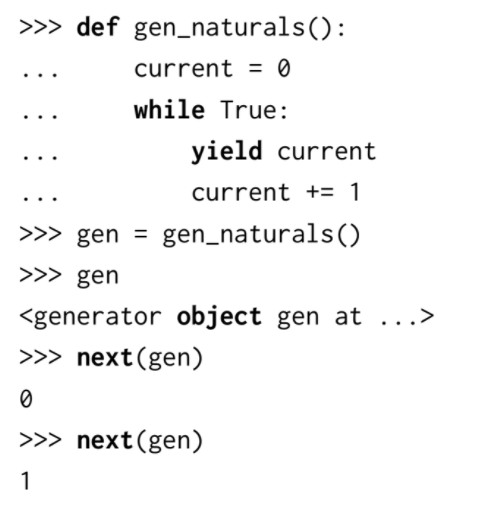 >>> def gen_naturals():
...     current = 0
...     while True:
...         yield current
...         current += 1
>>> gen = gen_naturals()
>>> gen
<generator object gen at ...>
>>> next(gen)
0
>>> next(gen)
1